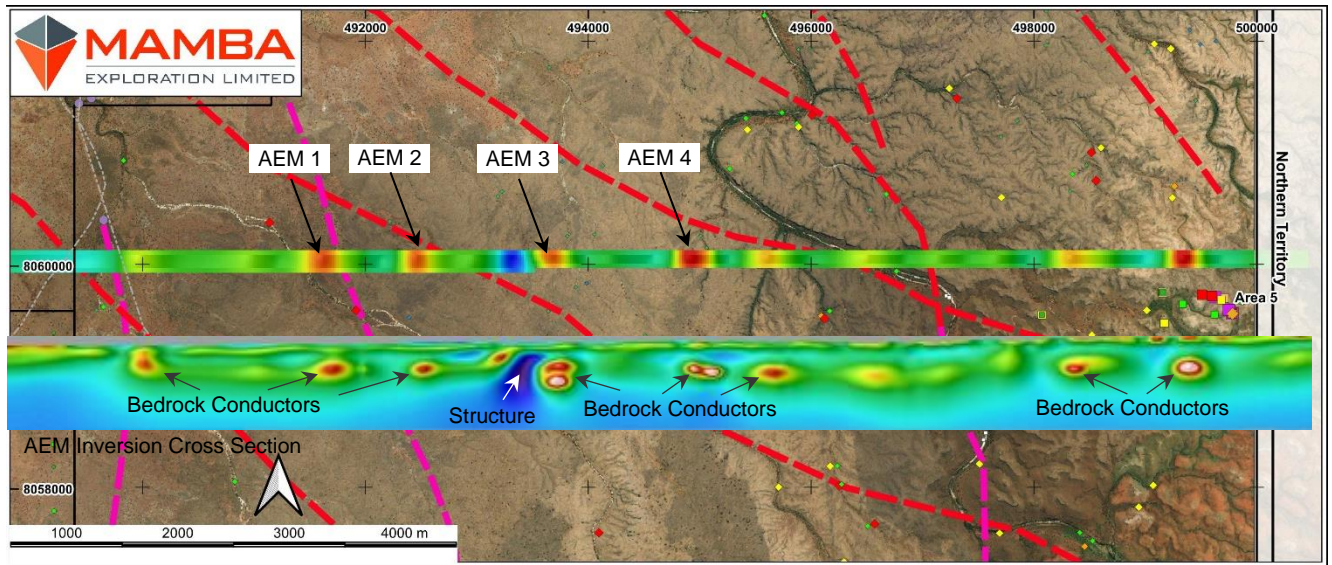 MAMBA
EXPLORATION LIMITED
492000
494000
496000
498000
500000
AEM 1
AEM 2
AEM 3
AEM 4
Northern Territory
8060000
Area 5
Bedrock Conductors
Structure
Bedrock Conductors
Bedrock Conductors
AEM Inversion Cross Section
8058000
1000 2000 3000 4000 m